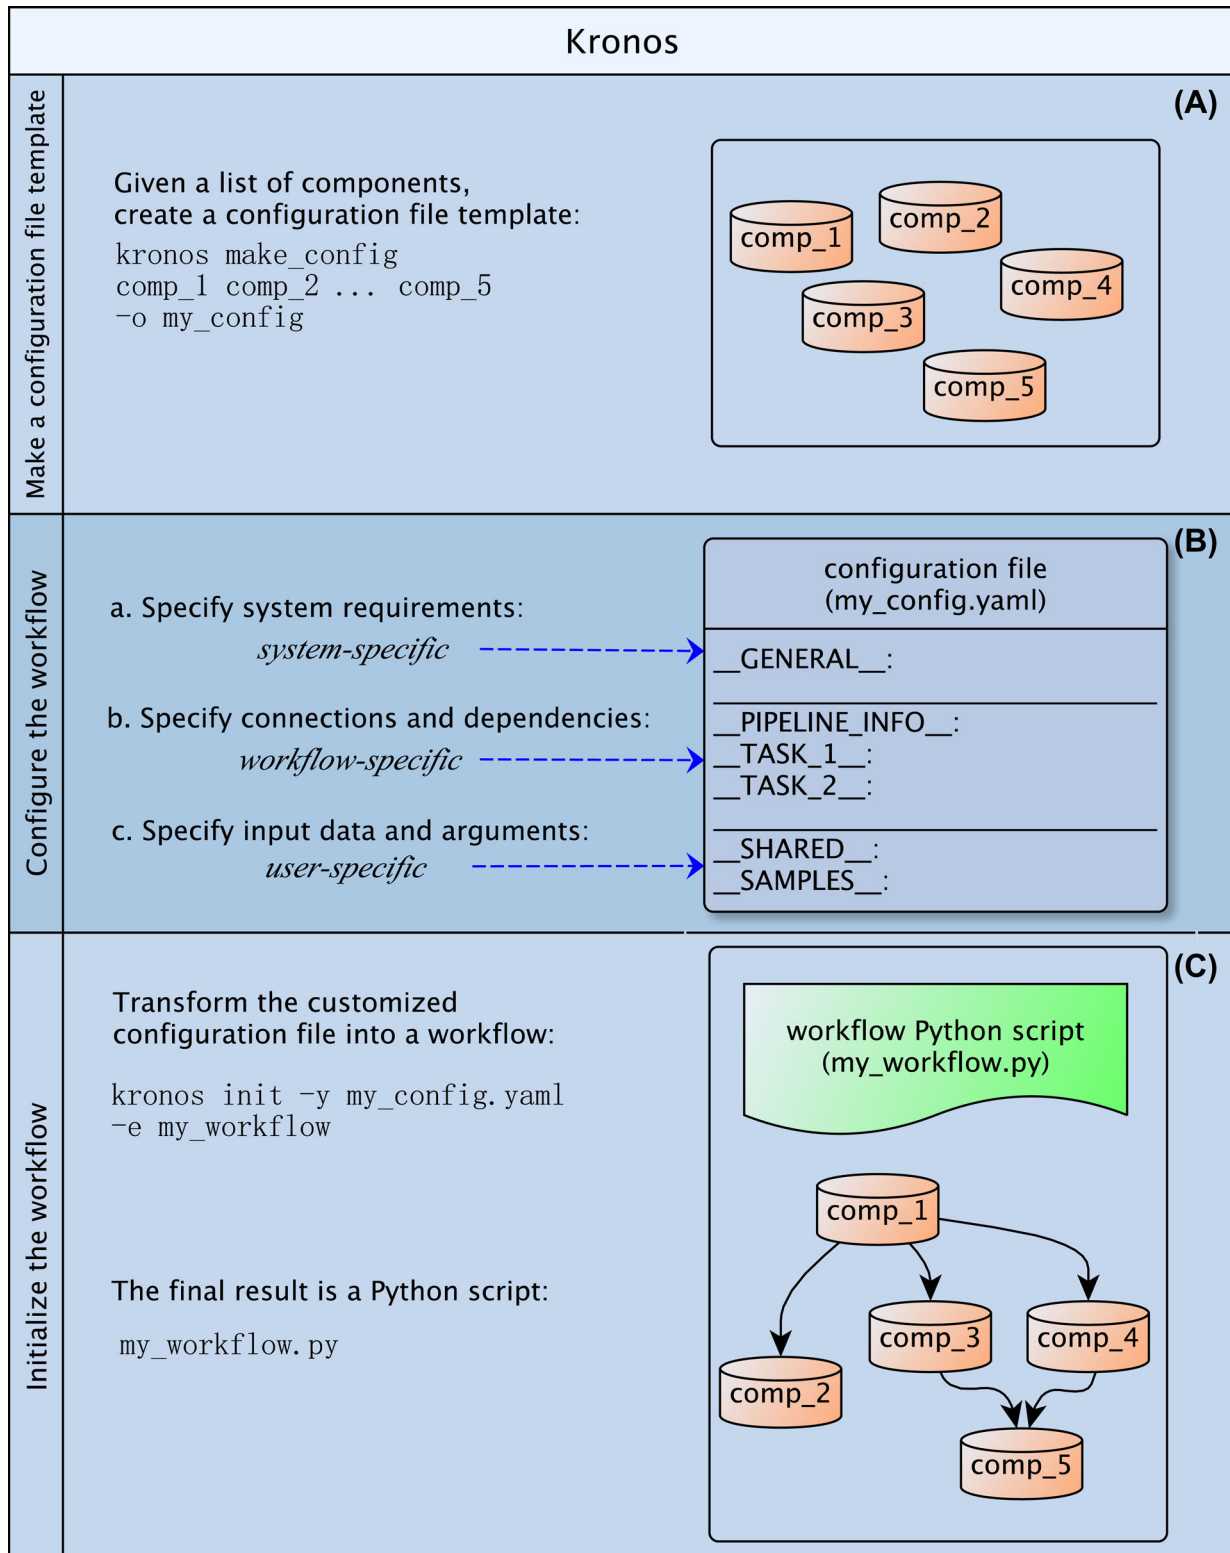 Kronos
Make a configuration file template
(A)
Given a list of components,
create a configuration file template:
kronos make_config
comp_1 comp_2 ... comp_5
-o my_config
comp_1
comp_2
comp_3
comp_4
comp_5
Configure the workflow
(B)
a. Specify system requirements:
system-specific
b. Specify connections and dependencies:
workflow-specific
c. Specify input data and arguments:
user-specific
configuration file
(my_config.yaml)
__GENERAL__:
__PIPELINE_INFO__:
__TASK_1__:
__TASK_2__:
__SHARED__:
__SAMPLES__:
Initialize the workflow
(C)
Transform the customized
configuration file into a workflow:
kronos init -y my_config.yaml
-e my_workflow
The final result is a Python script:
my_workflow.py
workflow Python script
(my_workflow.py)
comp_1
comp_3
comp_4
comp_2
comp_5